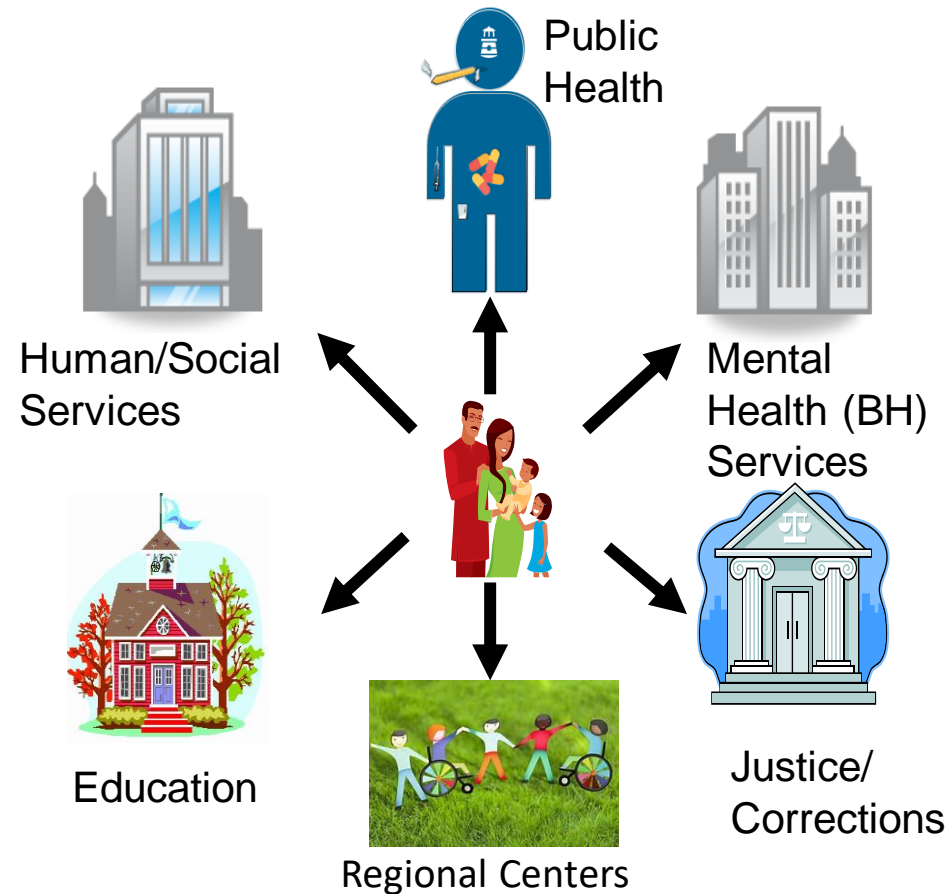 Public
Health
Human/Social
Services
Mental
Health (BH)
Services
Education
Justice/
Corrections
Regional Centers